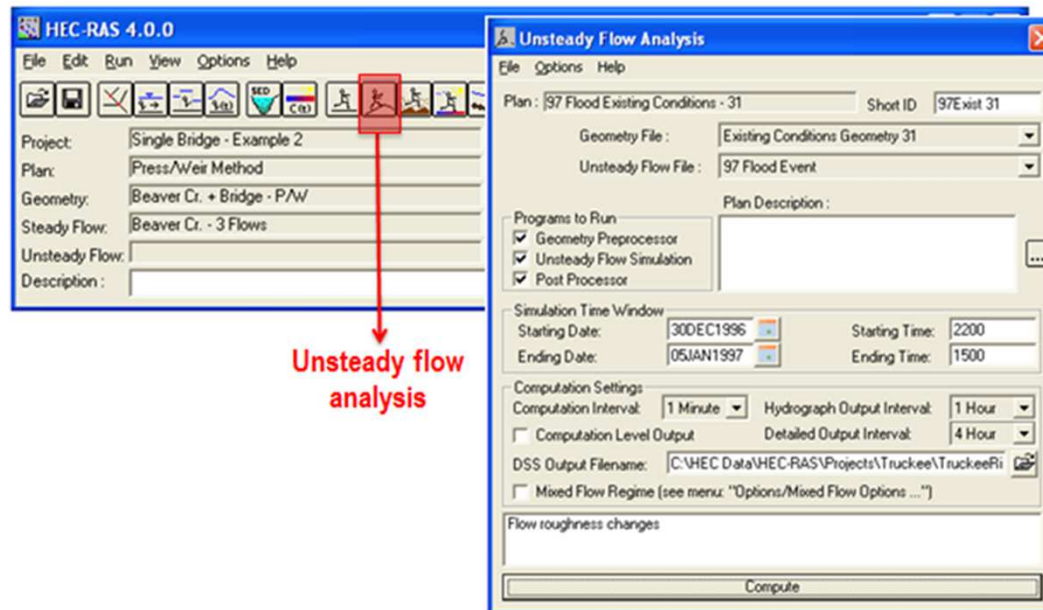 HEC-RAS 4.0.0
File Edit Run View Options Help
SED
Project: Single Bridge - Example 2
Plan: Press/Weir Method
Geometry: Beaver Cr. + Bridge - P/W
Steady Flow: Beaver Cr. - 3 Flows
Unsteady Flow:
Description :
Unsteady flow
analysis
Unsteady Flow Analysis
File Options Help
Plan : 97 Flood Existing Conditions - 31 Short ID 97Exist 31
Geometry File : Existing Conditions Geometry 31
Unsteady Flow File : 97 Flood Event
Plan Description :
Programs to Run
Geometry Preprocessor
Unsteady Flow Simulation
Post Processor
...
Simulation Time Window
Starting Date: 30DEC1996 Starting Time: 2200
Ending Date: 05JAN1997 Ending Time: 1500
Computation Settings
Computation Interval: 1 Minute Hydrograph Output Interval: 1 Hour
Computation Level Output Detailed Output Interval: 4 Hour
DSS Output Filename: C:\HEC Data\HEC-RAS\Projects\Truckee\TruckeeRi
Mixed Flow Regime (see menu: "Options/Mixed Flow Options ...")
Flow roughness changes
Compute